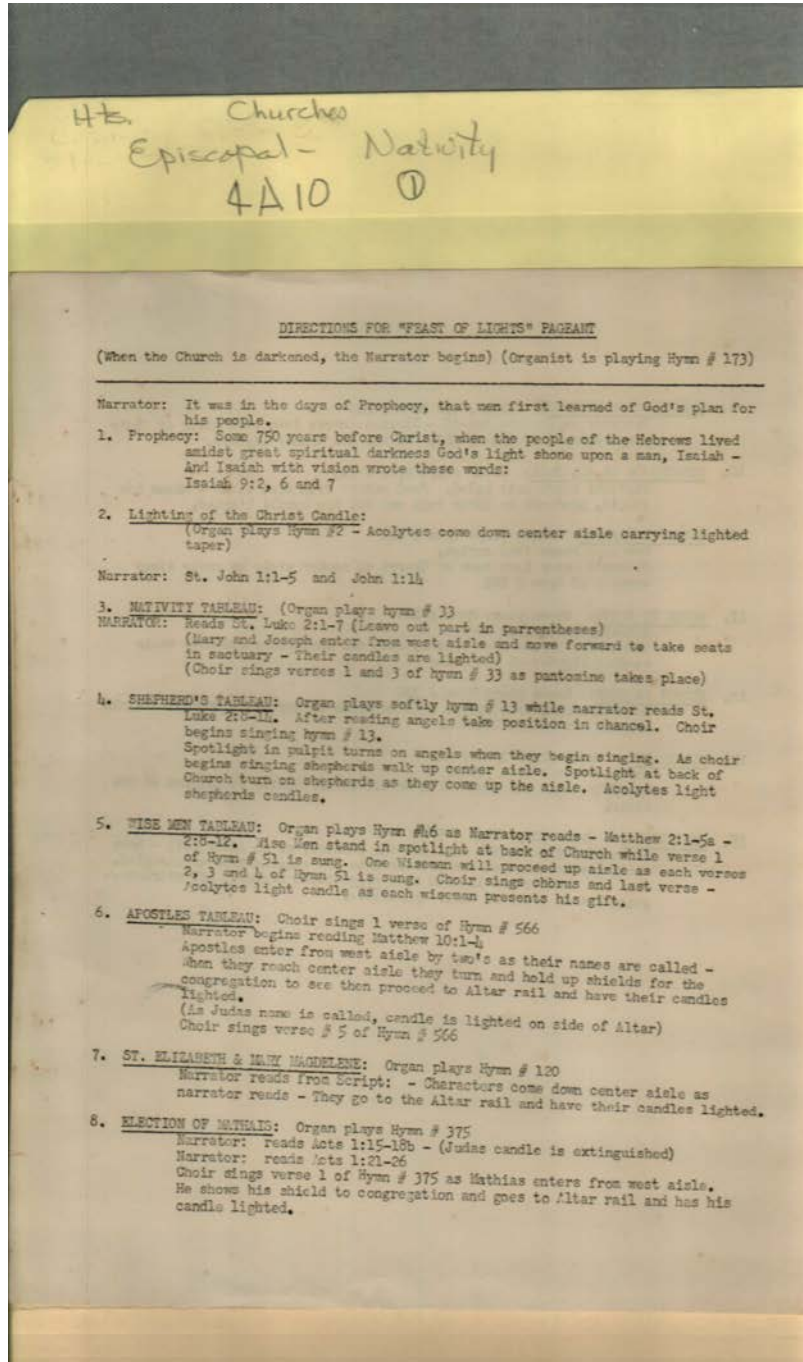 Hts. Churches
Episcopal - Nativity
4A10 ①
DIRECTIONS FOR "FEAST OF LIGHTS" PAGEANT
(When the Church is darkened, the Narrator begins) (Organist is playing Hymn # 173)
Narrator: It was in the days of Prophecy, that men first learned of God's plan for
his people.
1. Prophecy: Some 750 years before Christ, when the people of the Hebrews lived
amidst great spiritual darkness God's light shone upon a man, Isaiah -
And Isaiah with vision wrote these words:
Isaiah 9:2, 6 and 7
2. Lighting of the Christ Candle:
(Organ plays Hymn #2 - Acolytes come down center aisle carrying lighted
taper)
Narrator: St. John 1:1-5 and John 1:14
3. NATIVITY TABLEAU: (Organ plays hymn # 33
NARRATOR: Reads St. Luke 2:1-7 (Leave out part in parrentheses)
(Mary and Joseph enter from west aisle and move forward to take seats
in sactuary - Their candles are lighted)
(Choir sings verses 1 and 3 of hymn # 33 as pantomine takes place)
4. SHEPHERD'S TABLEAU: Organ plays softly hymn # 13 while narrator reads St.
Luke 2:8-14. After reading angels take position in chancel. Choir
begins singing hymn # 13.
Spotlight in pulpit turns on angels when they begin singing. As choir
begins singing shepherds walk up center aisle. Spotlight at back of
Church turn on shepherds as they come up the aisle. Acolytes light
shepherds candles.
5. WISE MEN TABLEAU: Organ plays Hymn #46 as Narrator reads - Matthew 2:1-5a -
2:8-12. Wise Men stand in spotlight at back of Church while verse 1
of Hymn # 51 is sung. One Wiseman will proceed up aisle as each verses
2, 3 and 4 of Hymn 51 is sung. Choir sings chorus and last verse -
Acolytes light candle as each wiseman presents his gift.
6. APOSTLES TABLEAU: Choir sings 1 verse of Hymn # 566
Narrator begins reading Matthew 10:1-4
Apostles enter from west aisle by two's as their names are called -
When they reach center aisle they turn and hold up shields for the
congregation to see then proceed to Altar rail and have their candles
lighted.
(As Judas name is called, candle is lighted on side of Altar)
Choir sings verse # 5 of Hymn # 566
7. ST. ELIZABETH & MARY MAGDELENE: Organ plays Hymn # 120
Narrator reads from Script: - Characters come down center aisle as
narrator reads - They go to the Altar rail and have their candles lighted.
8. ELECTION OF MATHAIS: Organ plays Hymn # 375
Narrator: reads Acts 1:15-18b - (Judas candle is extinguished)
Narrator: reads Acts 1:21-26
Choir sings verse 1 of Hymn # 375 as Mathias enters from west aisle.
He shows his shield to congregation and goes to Altar rail and has his
candle lighted.